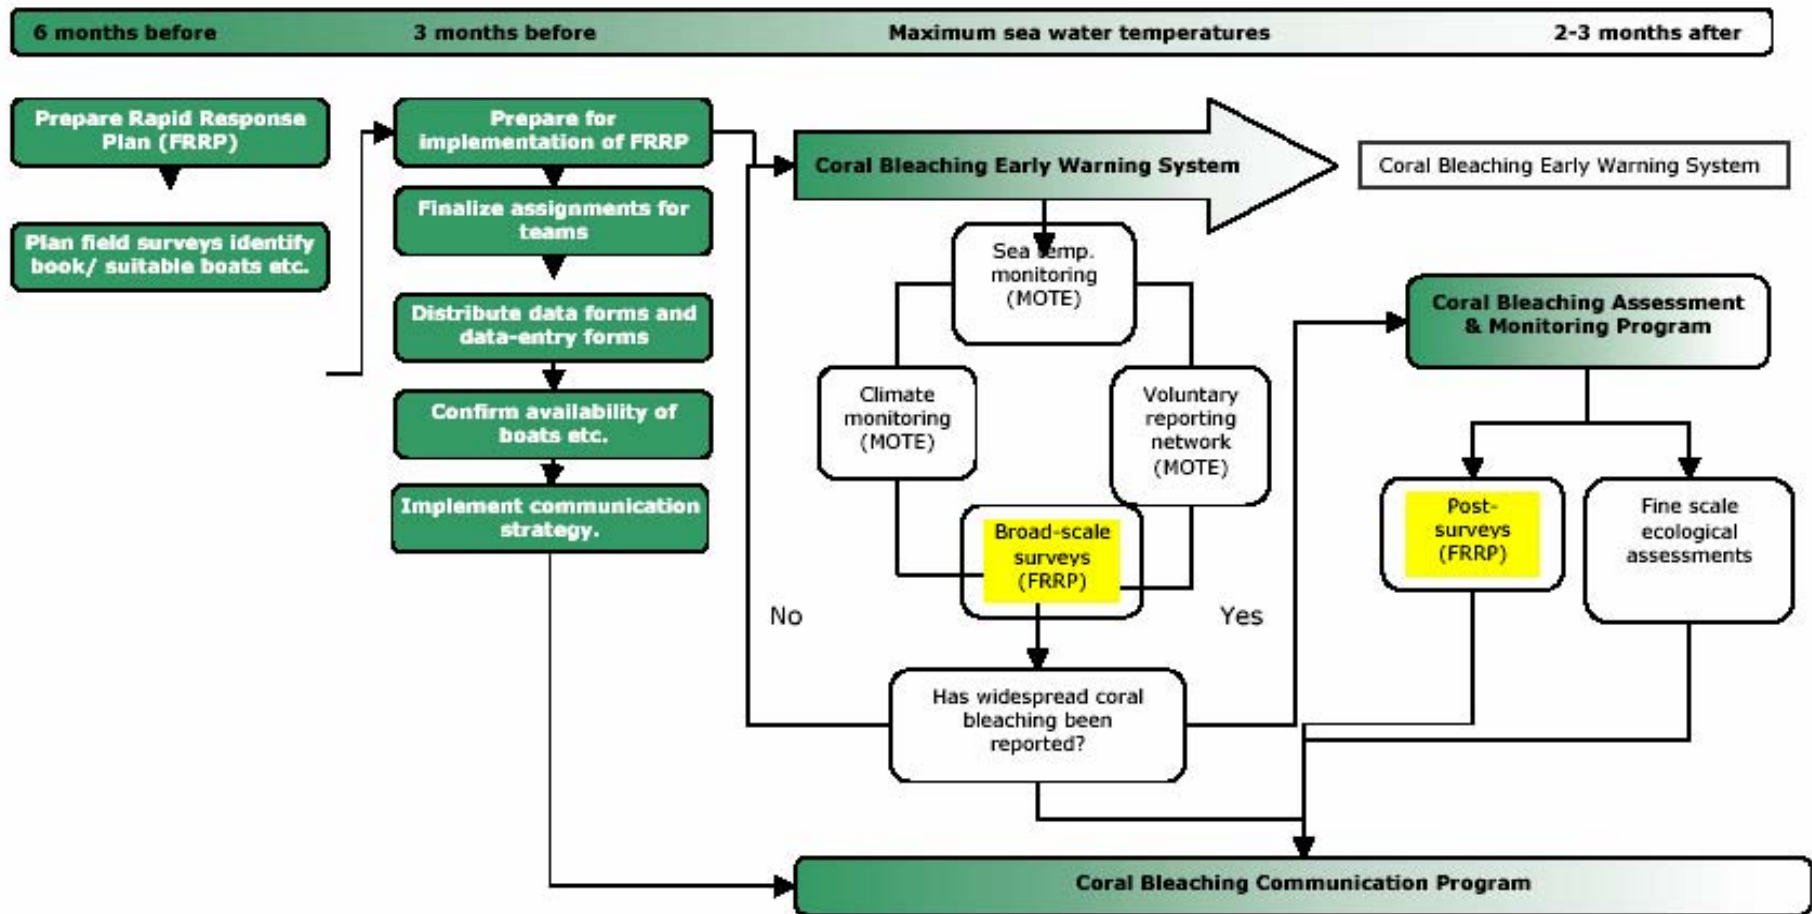 6 months before
3 months before
Maximum sea water temperatures
2-3 months after
Prepare Rapid Response
Plan (FRRP)
Plan field surveys identify
book/ suitable boats etc.
Prepare for
implementation of FRRP
Finalize assignments for
teams
Distribute data forms and
data-entry forms
Confirm availability of
boats etc.
Implement communication
strategy.
Coral Bleaching Early Warning System
Coral Bleaching Early Warning System
Sea temp.
monitoring
(MOTE)
Climate
monitoring
(MOTE)
Voluntary
reporting
network
(MOTE)
Broad-scale
surveys
(FRRP)
No
Yes
Has widespread coral
bleaching been
reported?
Coral Bleaching Assessment
& Monitoring Program
Post-
surveys
(FRRP)
Fine scale
ecological
assessments
Coral Bleaching Communication Program